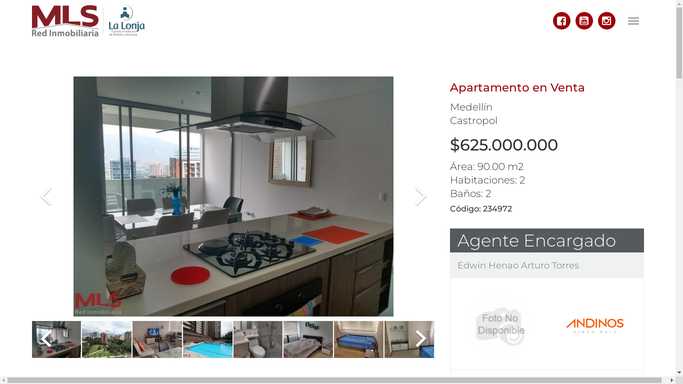 MLS
Red Inmobiliaria
La Lonja
Apartamento en Venta
Medellín
Castropol
$625.000.000
Área: 90.00 m2
Habitaciones: 2
Baños: 2
Código: 234972
Agente Encargado
Edwin Henao Arturo Torres
MLS
Red Inmobiliaria
Foto No
Disponible
ANDINOS